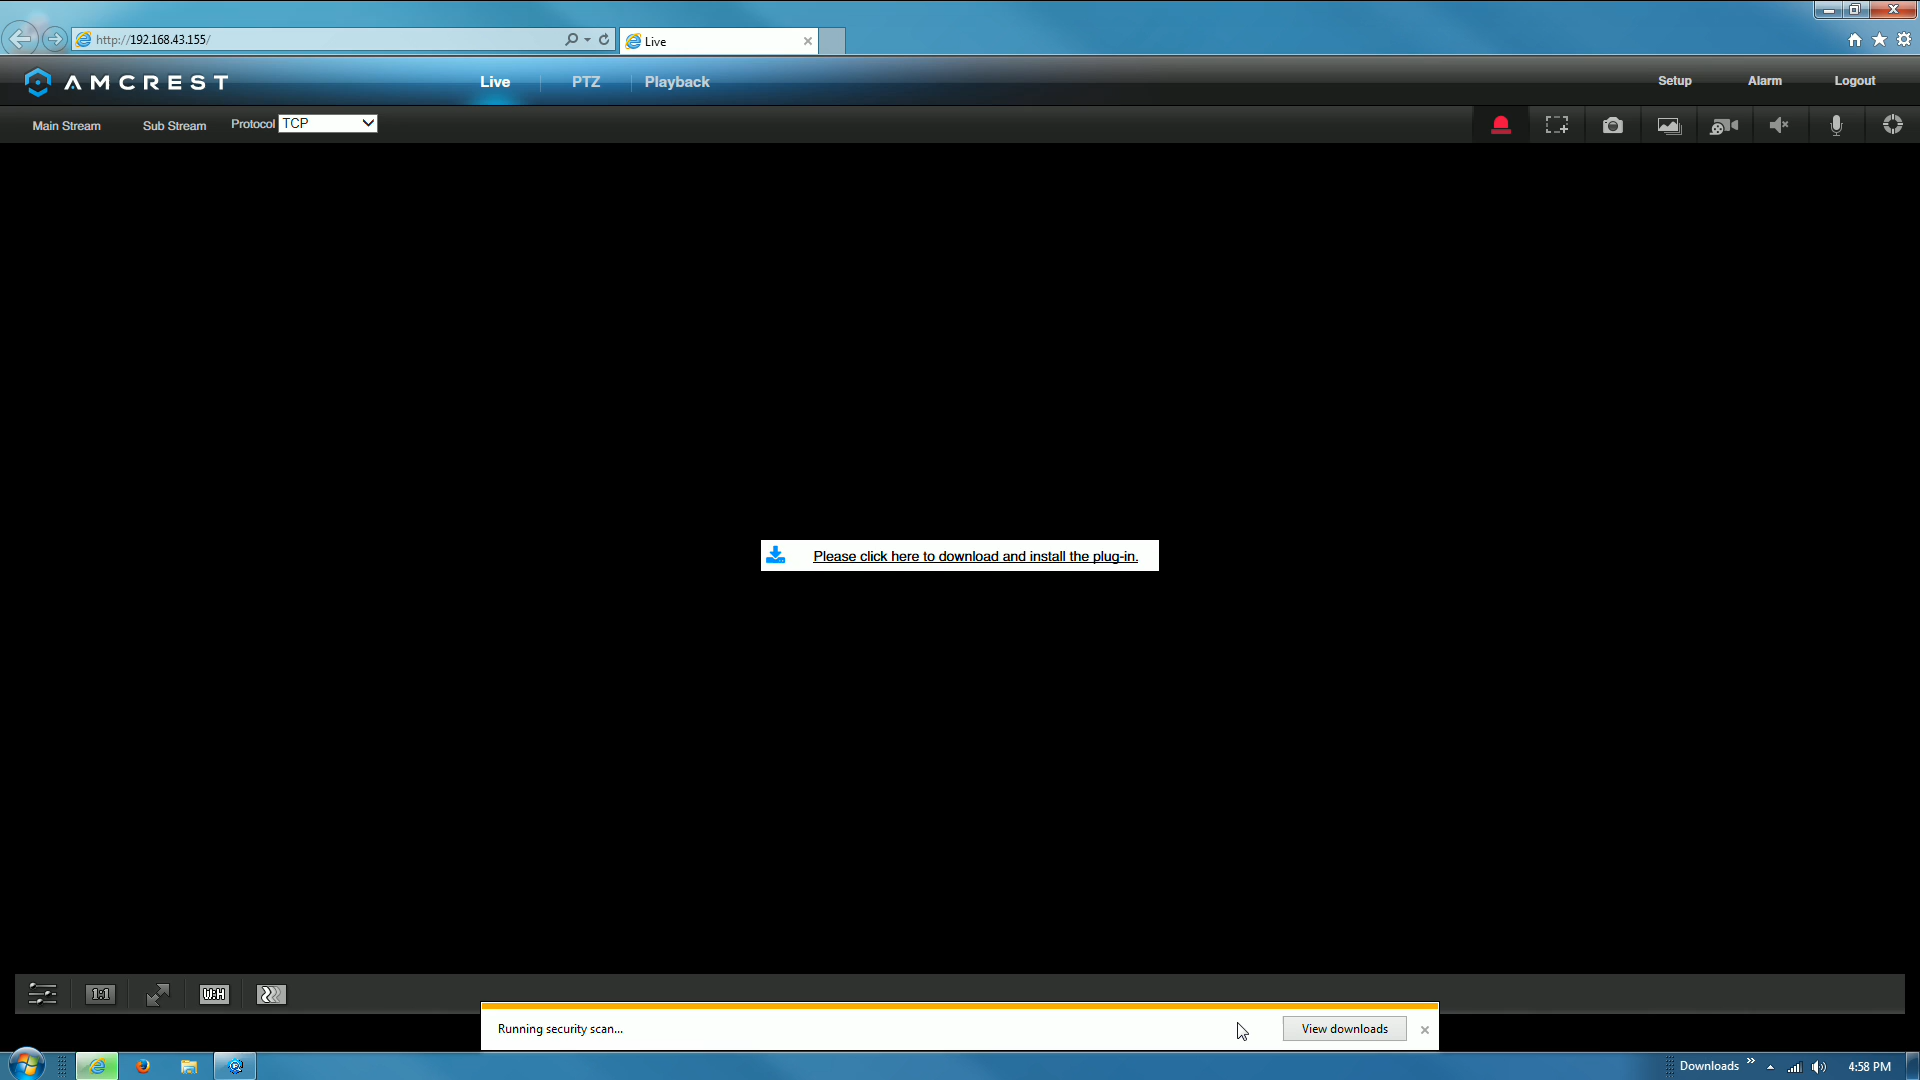 http://192.168.43.155/
Live
AMCREST
Live
PTZ
Playback
Setup
Alarm
Logout
Main Stream
Sub Stream
Protocol
TCP
Please click here to download and install the plug-in.
1:1
W:H
Running security scan...
View downloads
Downloads
4:58 PM